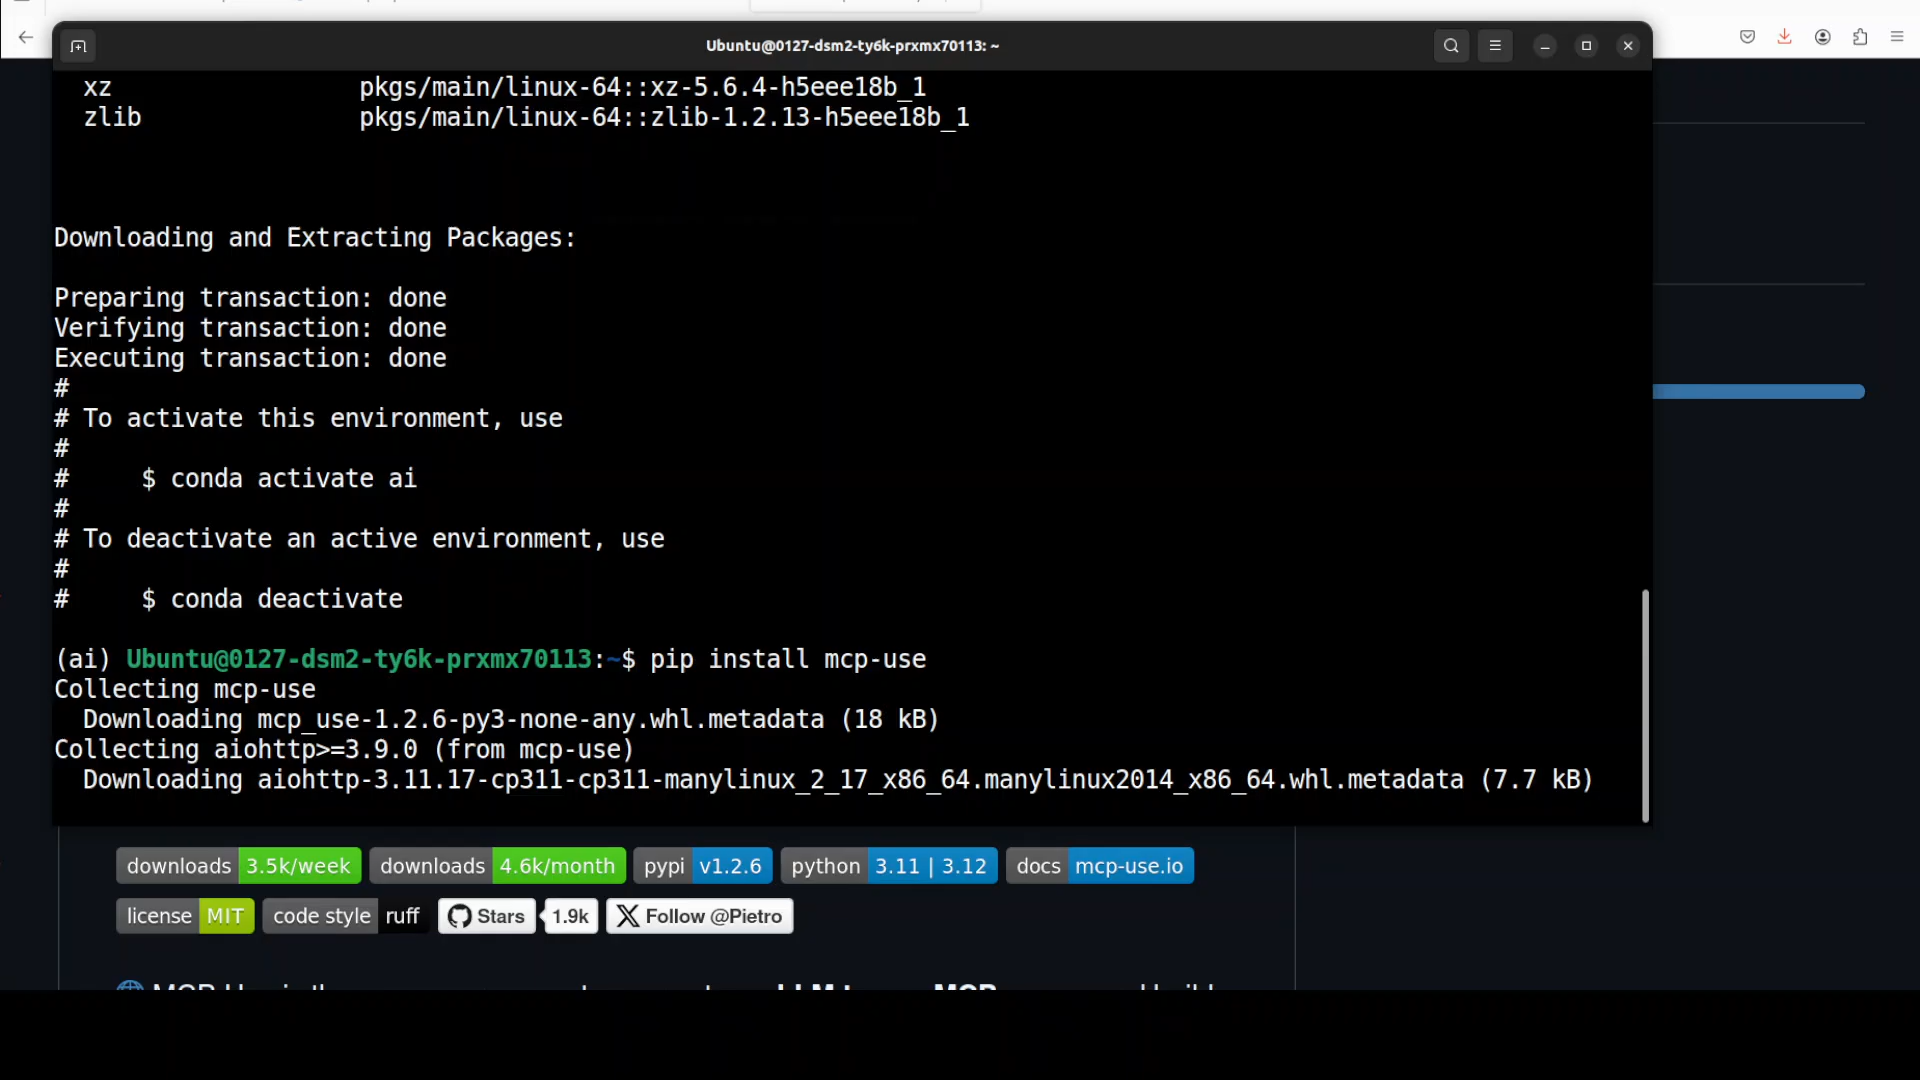 Ubuntu@0127-dsm2-ty6k-prxmx70113: ~
xz pkgs/main/linux-64::xz-5.6.4-h5eee18b_1
zlib pkgs/main/linux-64::zlib-1.2.13-h5eee18b_1
Downloading and Extracting Packages:
Preparing transaction: done
Verifying transaction: done
Executing transaction: done
#
# To activate this environment, use
#
# $ conda activate ai
#
# To deactivate an active environment, use
#
# $ conda deactivate
(ai) Ubuntu@0127-dsm2-ty6k-prxmx70113:~$ pip install mcp-use
Collecting mcp-use
Downloading mcp_use-1.2.6-py3-none-any.whl.metadata (18 kB)
Collecting aiohttp>=3.9.0 (from mcp-use)
Downloading aiohttp-3.11.17-cp311-cp311-manylinux_2_17_x86_64.manylinux2014_x86_64.whl.metadata (7.7 kB)
downloads 3.5k/week downloads 4.6k/month pypi v1.2.6 python 3.11 | 3.12 docs mcp-use.io
license MIT code style ruff Stars 1.9k Follow @Pietro